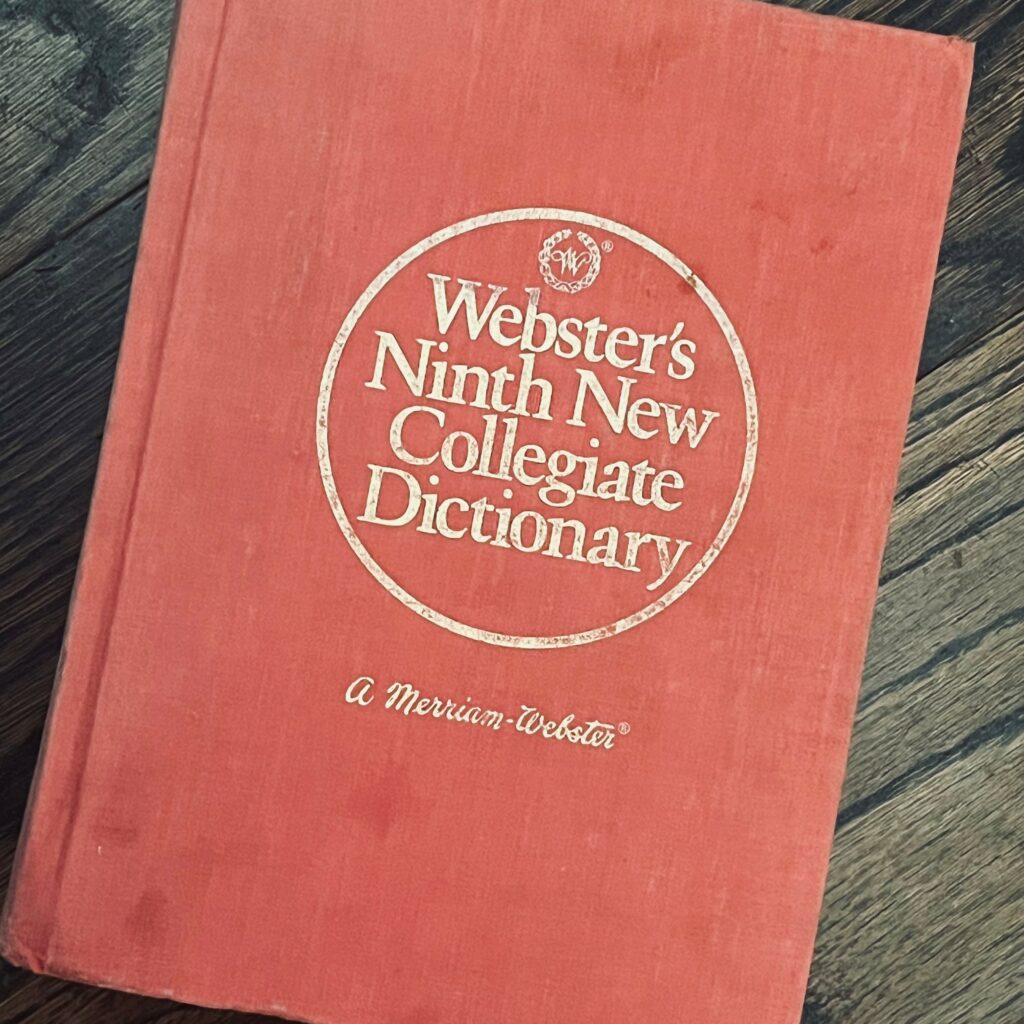 W®
Webster's
Ninth New
Collegiate
Dictionary
A Merriam-Webster®